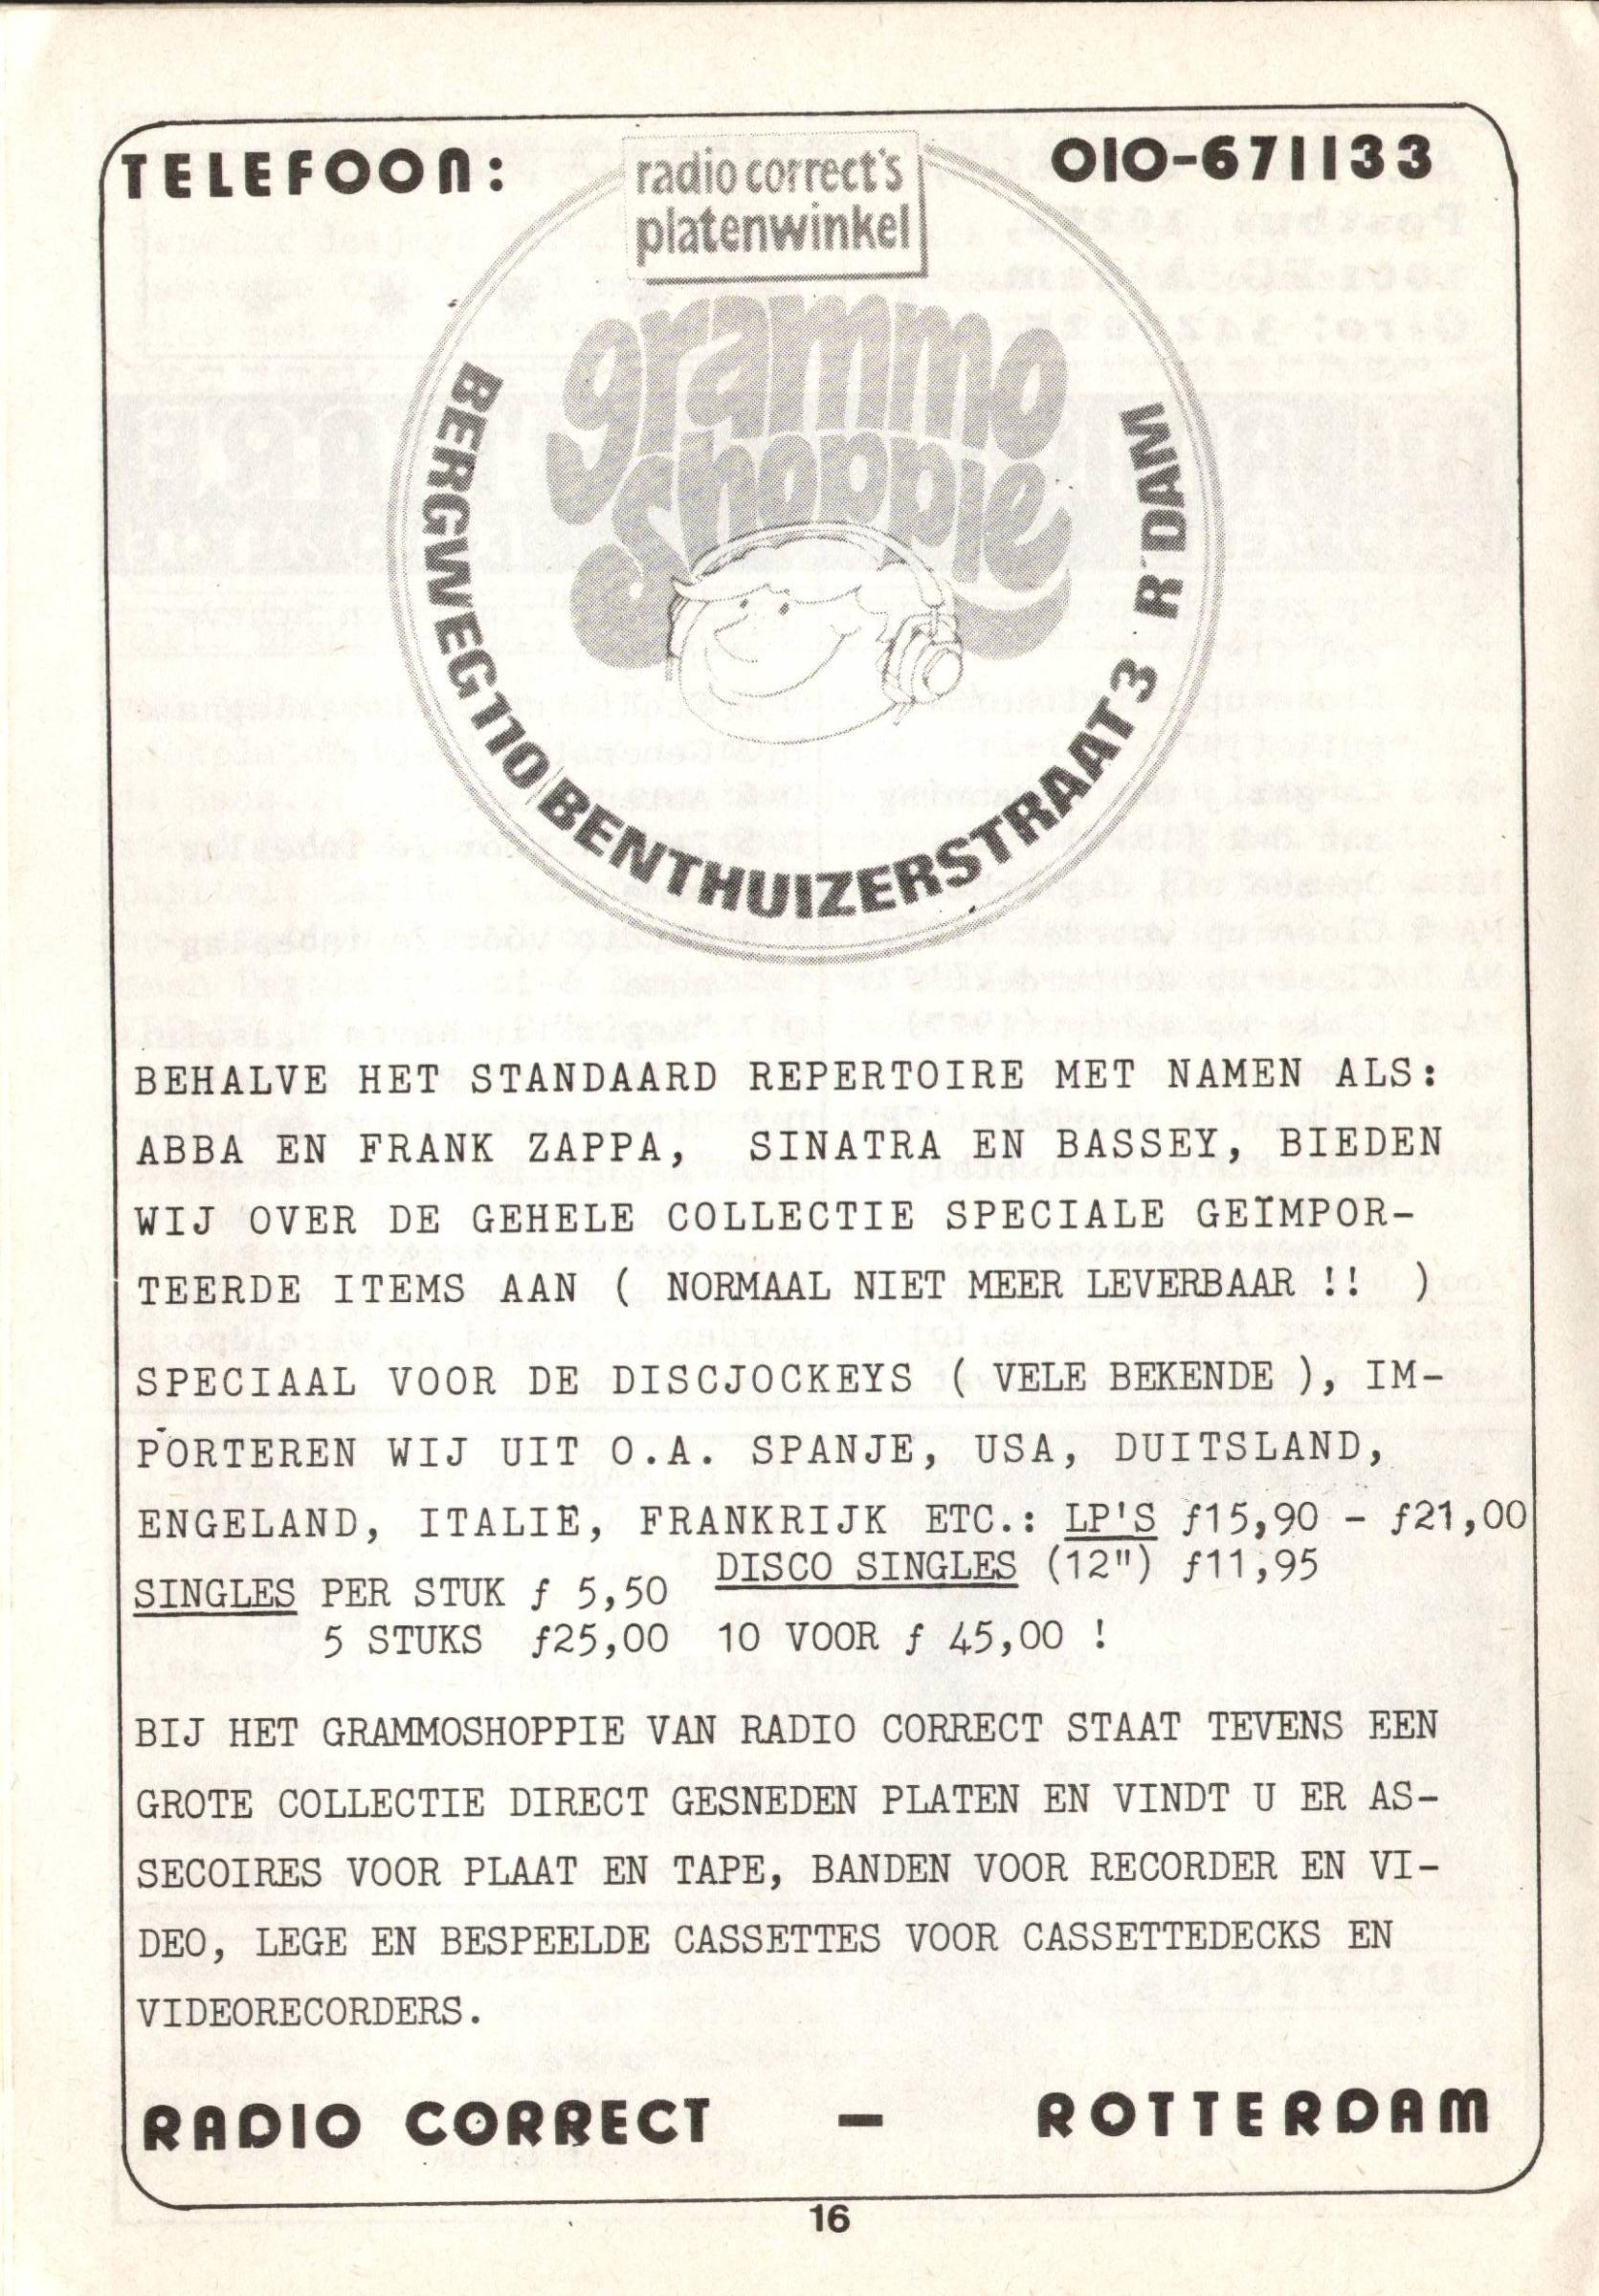 TELEFOON: 010-671133
radio correct's
platenwinkel
grammo
shoppie
BERGWEG 110/BENTHUIZERSTRAAT 3 R'DAM
BEHALVE HET STANDAARD REPERTOIRE MET NAMEN ALS:
ABBA EN FRANK ZAPPA, SINATRA EN BASSEY, BIEDEN
WIJ OVER DE GEHELE COLLECTIE SPECIALE GEÏMPOR-
TEERDE ITEMS AAN ( NORMAAL NIET MEER LEVERBAAR !! )
SPECIAAL VOOR DE DISCJOCKEYS ( VELE BEKENDE ), IM-
PORTEREN WIJ UIT O.A. SPANJE, USA, DUITSLAND,
ENGELAND, ITALIË, FRANKRIJK ETC.: LP'S ƒ15,90 - ƒ21,00
DISCO SINGLES (12") ƒ11,95
SINGLES PER STUK ƒ 5,50
5 STUKS ƒ25,00 10 VOOR ƒ 45,00 !
BIJ HET GRAMMOSHOPPIE VAN RADIO CORRECT STAAT TEVENS EEN
GROTE COLLECTIE DIRECT GESNEDEN PLATEN EN VINDT U ER AS-
SECOIRES VOOR PLAAT EN TAPE, BANDEN VOOR RECORDER EN VI-
DEO, LEGE EN BESPEELDE CASSETTES VOOR CASSETTEDECKS EN
VIDEORECORDERS.
RADIO CORRECT - ROTTERDAM
16